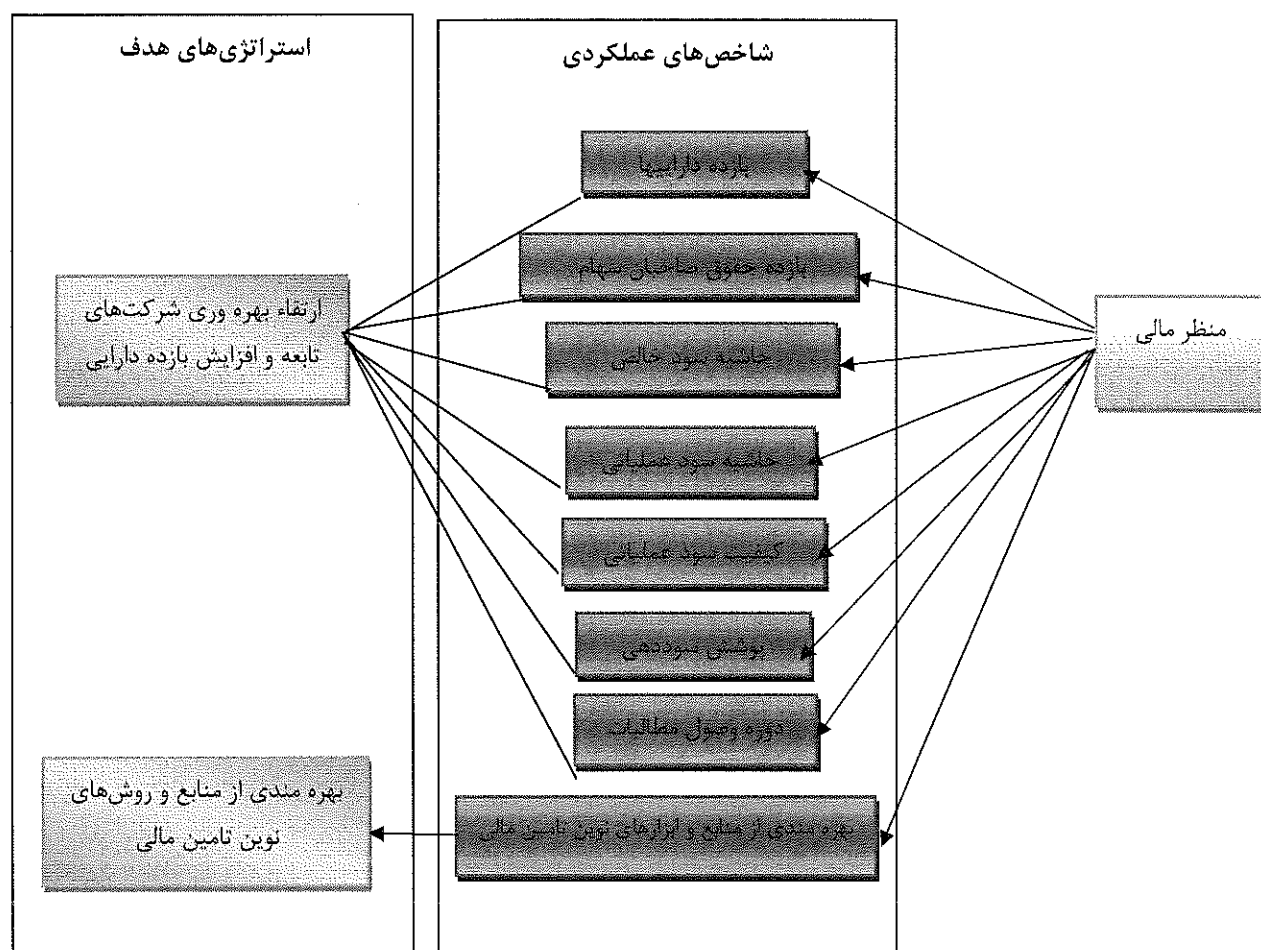 شاخص‌های عملکردی
استراتژی‌های هدف
منظر مالی
بازده داراییها
بازده حقوق صاحبان سهام
حاشیه سود خالص
حاشیه سود عملیاتی
کیفیت سود عملیاتی
پوشش سوددهی
دوره وصول مطالبات
بهره مندی از منابع و ابزارهای نوین تامین مالی
ارتقاء بهره وری شرکت‌های
تابعه و افزایش بازده دارایی
بهره مندی از منابع و روش‌های
نوین تامین مالی